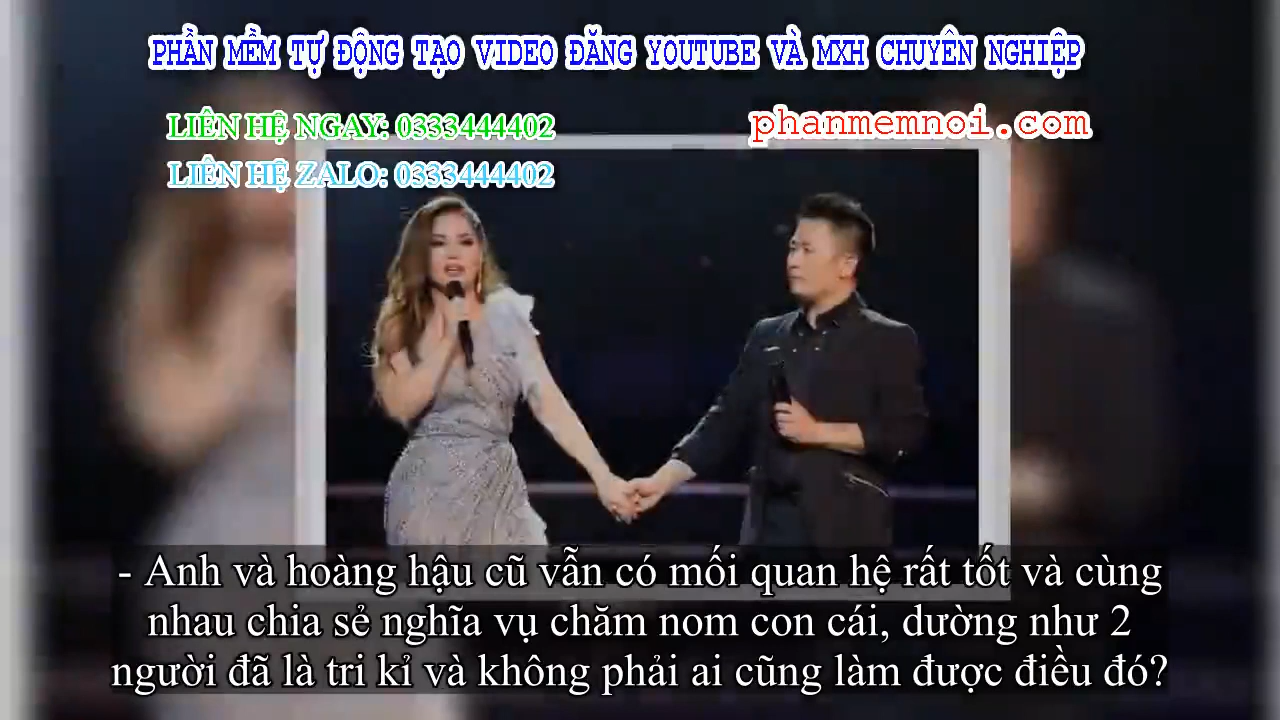 PHẦN MỀM TỰ ĐỘNG TẠO VIDEO ĐĂNG YOUTUBE VÀ MXH CHUYÊN NGHIỆP
LIÊN HỆ NGAY: 0333444402
phanmemnoi.com
LIÊN HỆ ZALO: 0333444402
- Anh và hoàng hậu cũ vẫn có mối quan hệ rất tốt và cùng
nhau chia sẻ nghĩa vụ chăm nom con cái, dường như 2
người đã là tri kỉ và không phải ai cũng làm được điều đó?